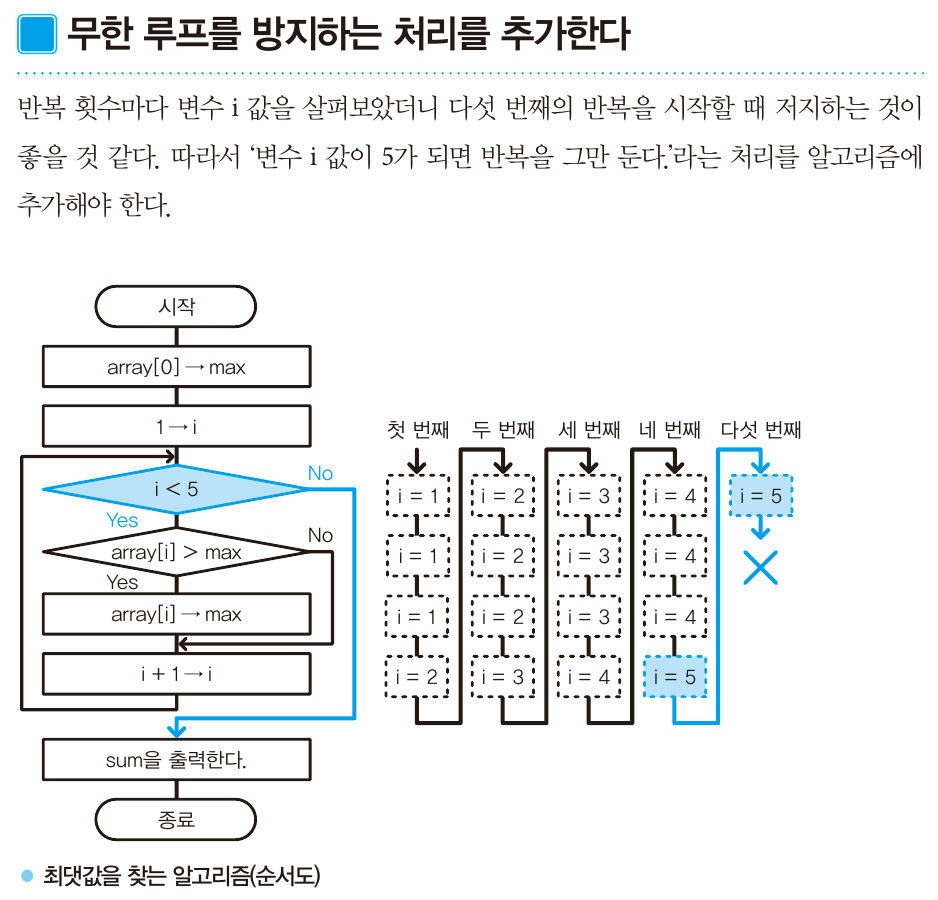 무한 루프를 방지하는 처리를 추가한다
반복 횟수마다 변수 i 값을 살펴보았더니 다섯 번째의 반복을 시작할 때 저지하는 것이
좋을 것 같다. 따라서 ‘변수 i 값이 5가 되면 반복을 그만 둔다.’라는 처리를 알고리즘에
추가해야 한다.
시작
array[0] → max
1 → i
i < 5
No
Yes
array[i] > max
No
Yes
array[i] → max
i + 1 → i
sum을 출력한다.
종료
첫 번째 두 번째 세 번째 네 번째 다섯 번째
i = 1 i = 2 i = 3 i = 4 i = 5
i = 1 i = 2 i = 3 i = 4
i = 1 i = 2 i = 3 i = 4
i = 2 i = 3 i = 4 i = 5
최댓값을 찾는 알고리즘(순서도)